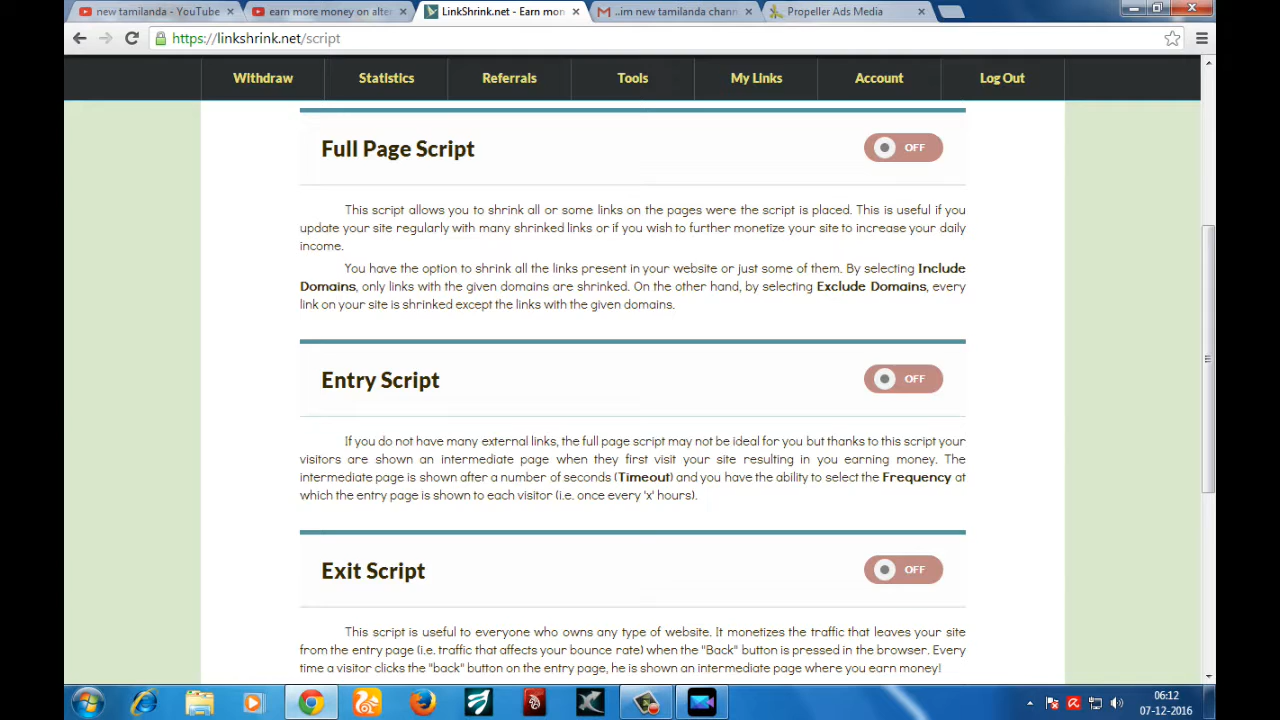 new tamilanda - YouTube
earn more money on alte
LinkShrink.net - Earn mon
..im new tamilanda chann
Propeller Ads Media
https://linkshrink.net/script
Withdraw
Statistics
Referrals
Tools
My Links
Account
Log Out
Full Page Script
OFF
This script allows you to shrink all or some links on the pages were the script is placed. This is useful if you
update your site regularly with many shrinked links or if you wish to further monetize your site to increase your daily
income.
You have the option to shrink all the links present in your website or just some of them. By selecting Include
Domains, only links with the given domains are shrinked. On the other hand, by selecting Exclude Domains, every
link on your site is shrinked except the links with the given domains.
Entry Script
OFF
If you do not have many external links, the full page script may not be ideal for you but thanks to this script your
visitors are shown an intermediate page when they first visit your site resulting in you earning money. The
intermediate page is shown after a number of seconds (Timeout) and you have the ability to select the Frequency at
which the entry page is shown to each visitor (i.e. once every 'x' hours).
Exit Script
OFF
This script is useful to everyone who owns any type of website. It monetizes the traffic that leaves your site
from the entry page (i.e. traffic that affects your bounce rate) when the "Back" button is pressed in the browser. Every
time a visitor clicks the "back" button on the entry page, he is shown an intermediate page where you earn money!
06:12
07-12-2016